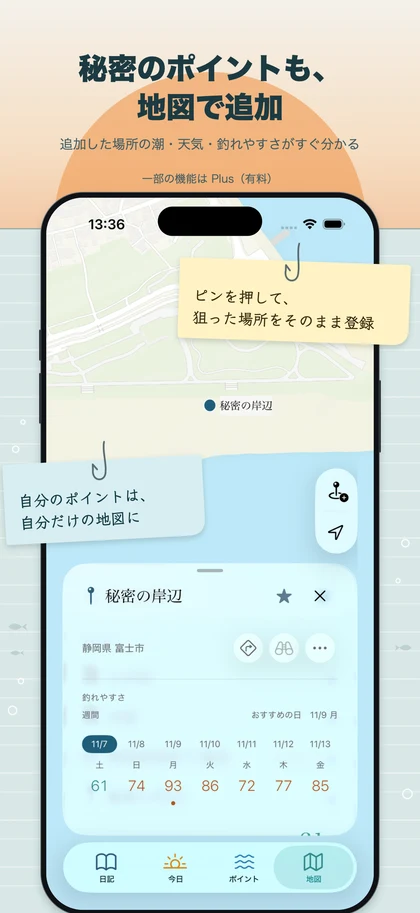 秘密のポイントも、
地図で追加
追加した場所の潮・天気・釣れやすさがすぐ分かる
一部の機能は Plus（有料）
13:36
ピンを押して、
狙った場所をそのまま登録
秘密の岸辺
自分のポイントは、
自分だけの地図に
秘密の岸辺
静岡県 富士市
釣れやすさ
週間 おすすめの日 11/9 月
11/7 11/8 11/9 11/10 11/11 11/12 11/13
土 日 月 火 水 木 金
61 74 93 86 72 77 85
日記 今日 ポイント 地図